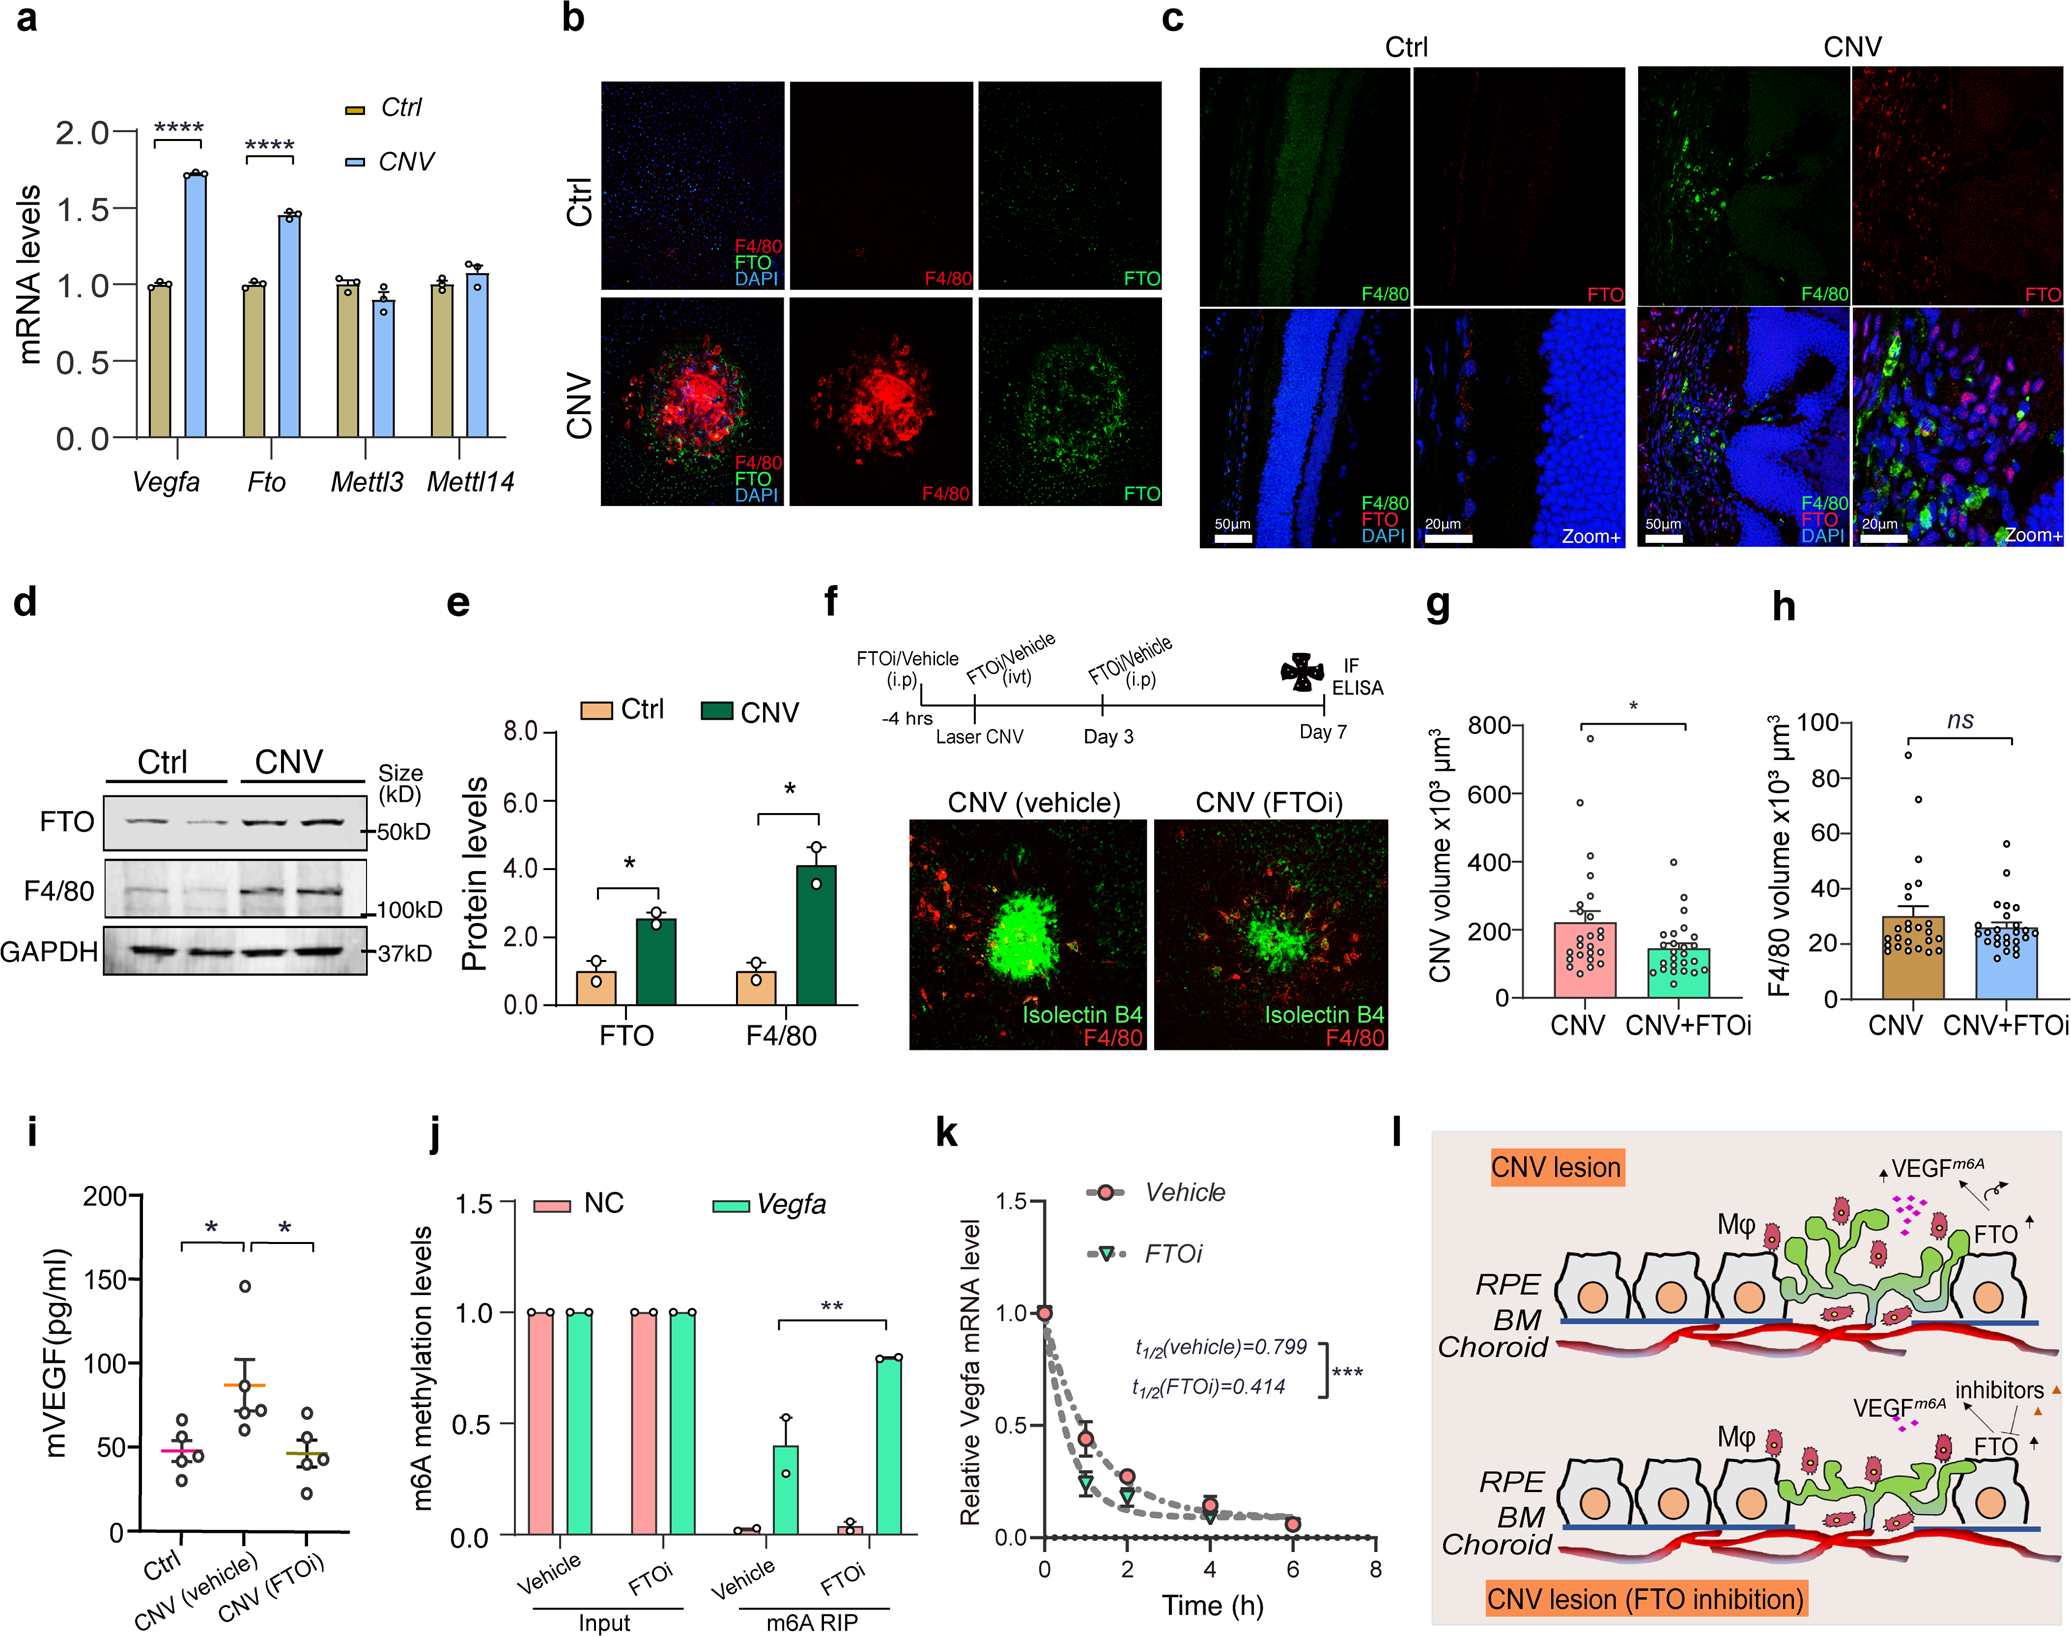 a
****
****
Ctrl
CNV
mRNA levels
2.0
1.5
1.0
0.5
0.0
Vegfa
Fto
Mettl3
Mettl14
b
Ctrl
F4/80
FTO
DAPI
F4/80
FTO
CNV
F4/80
FTO
DAPI
F4/80
FTO
c
Ctrl
CNV
F4/80
FTO
F4/80
FTO
50µm
F4/80
FTO
DAPI
20µm
Zoom+
50µm
F4/80
FTO
DAPI
20µm
Zoom+
d
Ctrl
CNV
Size
(kD)
FTO
50kD
F4/80
100kD
GAPDH
37kD
e
Ctrl
CNV
Protein levels
8.0
6.0
4.0
2.0
0.0
*
*
FTO
F4/80
f
FTOi/Vehicle
(i.p)
FTOi/Vehicle
(ivt)
FTOi/Vehicle
(i.p)
IF
ELISA
-4 hrs
Laser CNV
Day 3
Day 7
CNV (vehicle)
CNV (FTOi)
Isolectin B4
F4/80
Isolectin B4
F4/80
g
CNV volume x10³ µm³
800
600
400
200
0
*
CNV
CNV+FTOi
h
F4/80 volume x10³ µm³
100
80
60
40
20
0
ns
CNV
CNV+FTOi
i
mVEGF(pg/ml)
200
150
100
50
0
*
*
Ctrl
CNV (vehicle)
CNV (FTOi)
j
NC
Vegfa
m6A methylation levels
1.5
1.0
0.5
0.0
**
Vehicle
FTOi
Vehicle
FTOi
Input
m6A RIP
k
Vehicle
FTOi
Relative Vegfa mRNA level
1.5
1.0
0.5
0.0
t1/2(vehicle)=0.799
t1/2(FTOi)=0.414
***
0
2
4
6
8
Time (h)
l
CNV lesion
VEGFm6A
FTO
Mφ
RPE
BM
Choroid
inhibitors
VEGFm6A
FTO
Mφ
RPE
BM
Choroid
CNV lesion (FTO inhibition)